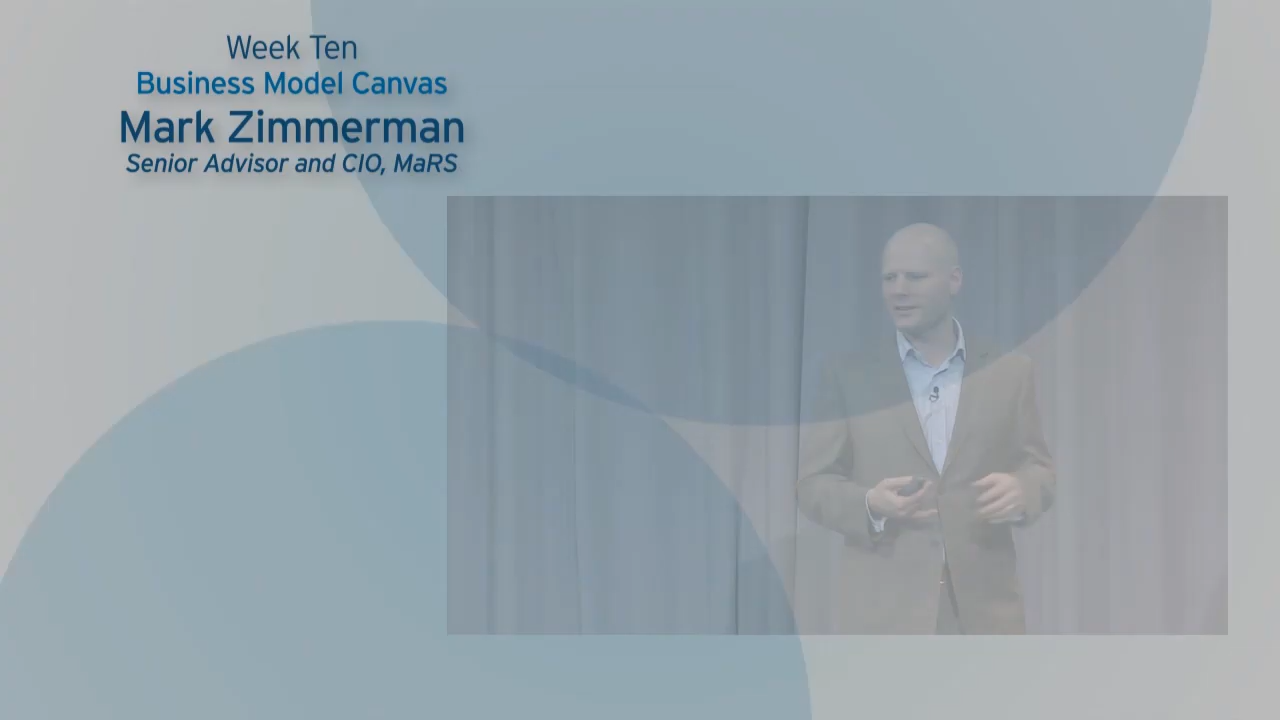 Week Ten
Business Model Canvas
Mark Zimmerman
Senior Advisor and CIO, MaRS